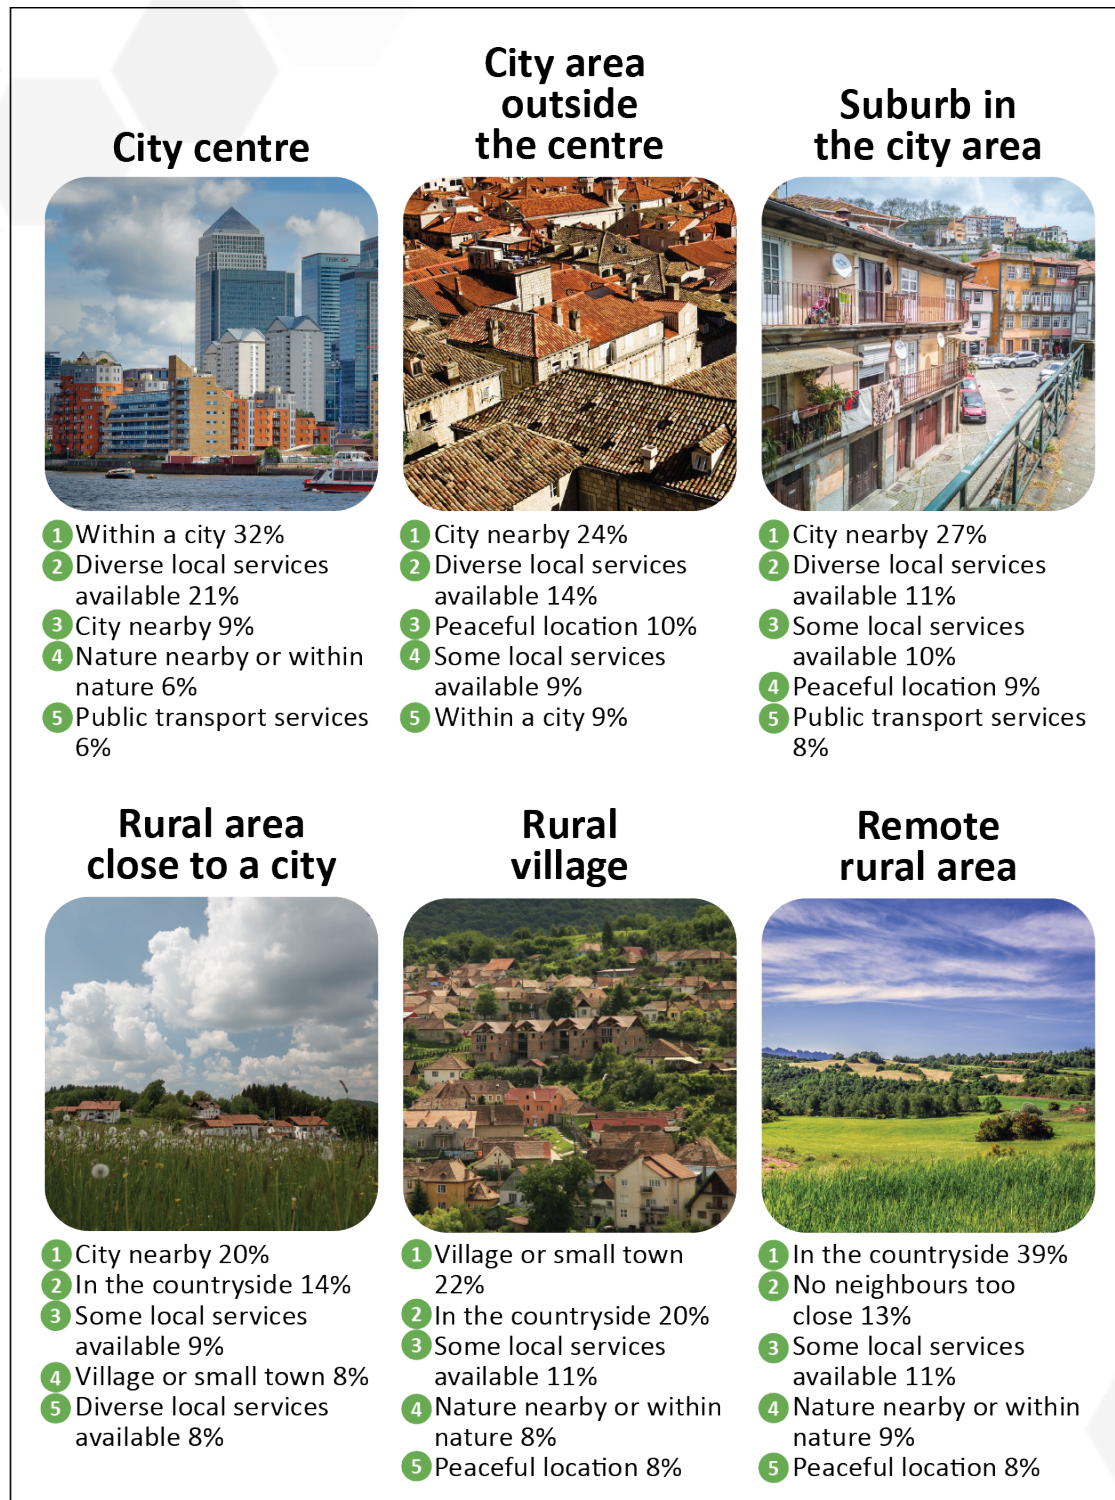 City centre
City area
outside
the centre
Suburb in
the city area
HSBC
1 Within a city 32%
2 Diverse local services
available 21%
3 City nearby 9%
4 Nature nearby or within
nature 6%
5 Public transport services
6%
1 City nearby 24%
2 Diverse local services
available 14%
3 Peaceful location 10%
4 Some local services
available 9%
5 Within a city 9%
1 City nearby 27%
2 Diverse local services
available 11%
3 Some local services
available 10%
4 Peaceful location 9%
5 Public transport services
8%
Rural area
close to a city
Rural
village
Remote
rural area
1 City nearby 20%
2 In the countryside 14%
3 Some local services
available 9%
4 Village or small town 8%
5 Diverse local services
available 8%
1 Village or small town
22%
2 In the countryside 20%
3 Some local services
available 11%
4 Nature nearby or within
nature 8%
5 Peaceful location 8%
1 In the countryside 39%
2 No neighbours too
close 13%
3 Some local services
available 11%
4 Nature nearby or within
nature 9%
5 Peaceful location 8%